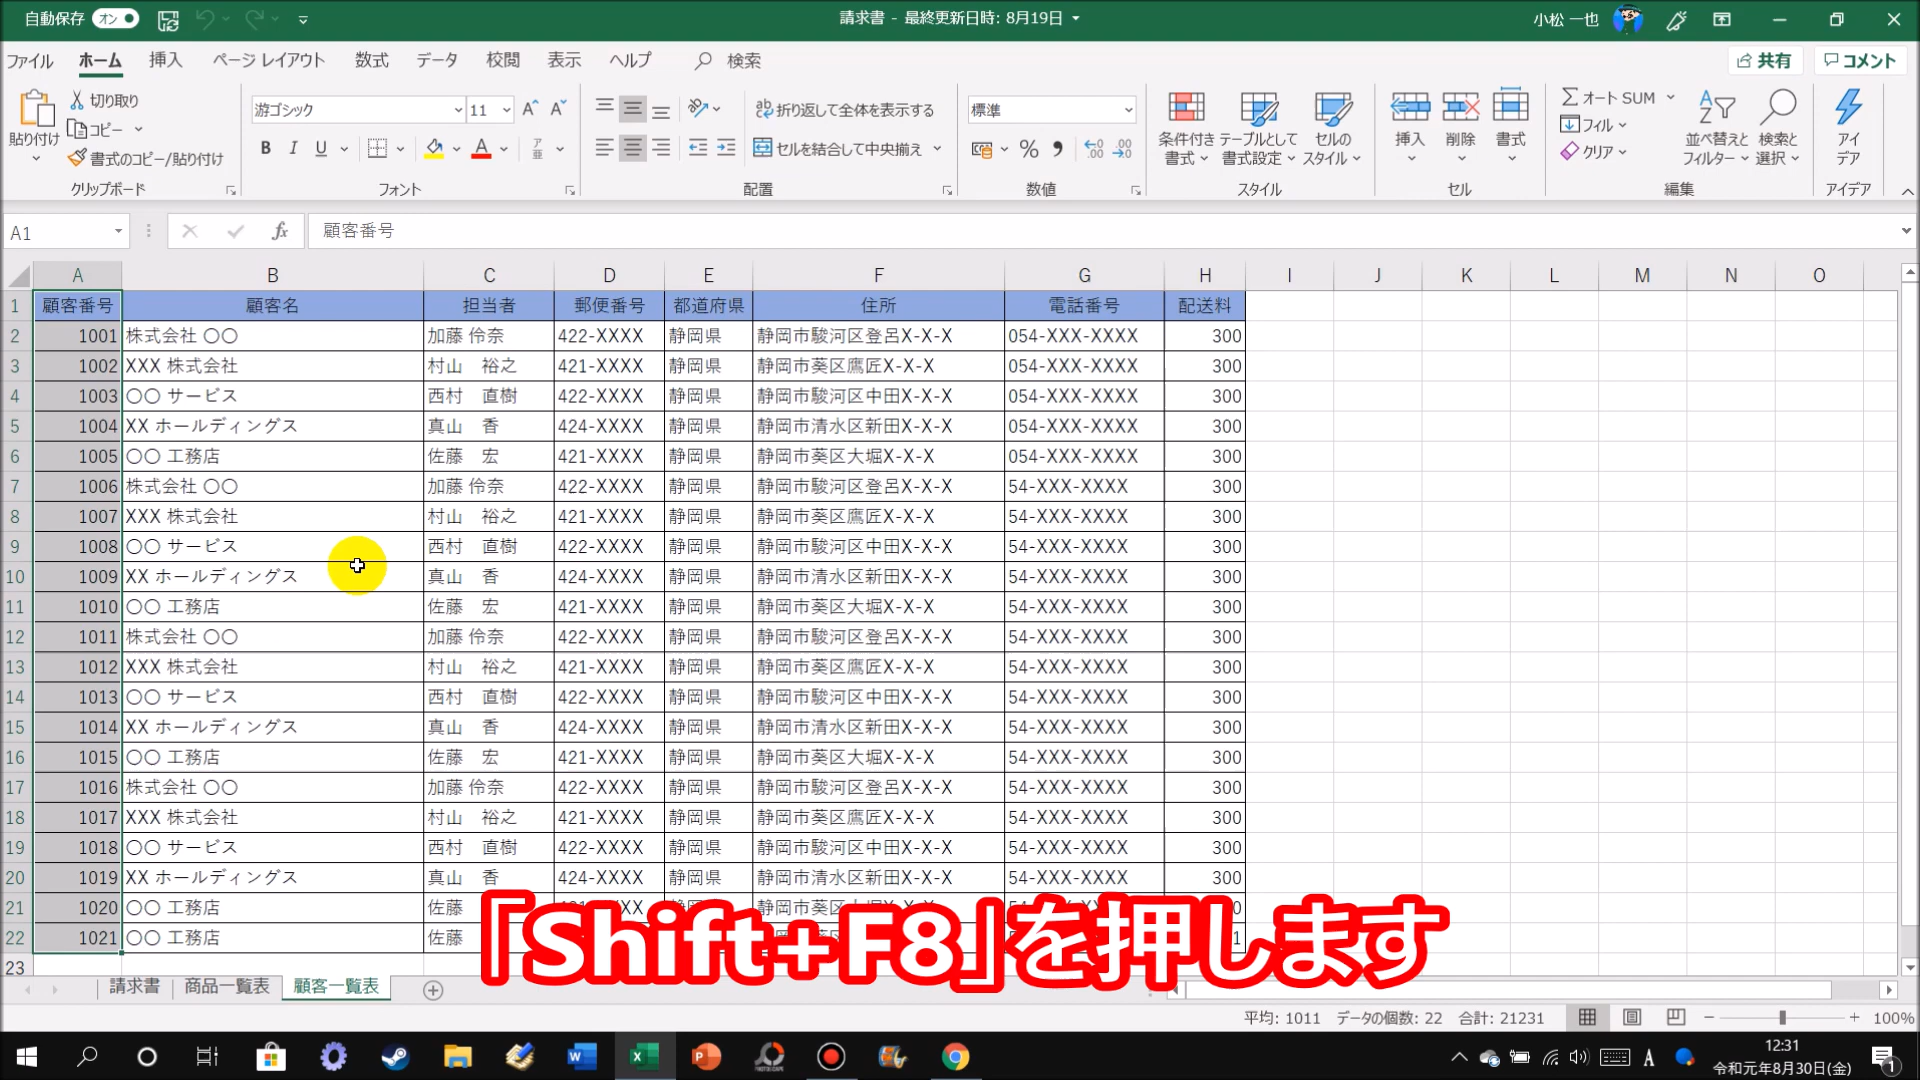 自動保存 オン 請求書 - 最終更新日時: 8月19日 小松 一也
ファイル ホーム 挿入 ページ レイアウト 数式 データ 校閲 表示 ヘルプ 検索 共有 コメント
貼り付け 切り取り コピー 書式のコピー/貼り付け クリップボード
游ゴシック 11 B I U フォント
折り返して全体を表示する セルを結合して中央揃え 配置
標準 % 数値
条件付き書式 テーブルとして書式設定 セルのスタイル スタイル
挿入 削除 書式 セル
オート SUM フィル クリア 並べ替えとフィルター 検索と選択 編集
アイデア アイデア
A1 fx 顧客番号
A B C D E F G H I J K L M N O
1 顧客番号 顧客名 担当者 郵便番号 都道府県 住所 電話番号 配送料
2 1001 株式会社 〇〇 加藤 伶奈 422-XXXX 静岡県 静岡市駿河区登呂X-X-X 054-XXX-XXXX 300
3 1002 XXX 株式会社 村山 裕之 421-XXXX 静岡県 静岡市葵区鷹匠X-X-X 054-XXX-XXXX 300
4 1003 〇〇 サービス 西村 直樹 422-XXXX 静岡県 静岡市駿河区中田X-X-X 054-XXX-XXXX 300
5 1004 XX ホールディングス 真山 香 424-XXXX 静岡県 静岡市清水区新田X-X-X 054-XXX-XXXX 300
6 1005 〇〇 工務店 佐藤 宏 421-XXXX 静岡県 静岡市葵区大堀X-X-X 054-XXX-XXXX 300
7 1006 株式会社 〇〇 加藤 伶奈 422-XXXX 静岡県 静岡市駿河区登呂X-X-X 54-XXX-XXXX 300
8 1007 XXX 株式会社 村山 裕之 421-XXXX 静岡県 静岡市葵区鷹匠X-X-X 54-XXX-XXXX 300
9 1008 〇〇 サービス 西村 直樹 422-XXXX 静岡県 静岡市駿河区中田X-X-X 54-XXX-XXXX 300
10 1009 XX ホールディングス 真山 香 424-XXXX 静岡県 静岡市清水区新田X-X-X 54-XXX-XXXX 300
11 1010 〇〇 工務店 佐藤 宏 421-XXXX 静岡県 静岡市葵区大堀X-X-X 54-XXX-XXXX 300
12 1011 株式会社 〇〇 加藤 伶奈 422-XXXX 静岡県 静岡市駿河区登呂X-X-X 54-XXX-XXXX 300
13 1012 XXX 株式会社 村山 裕之 421-XXXX 静岡県 静岡市葵区鷹匠X-X-X 54-XXX-XXXX 300
14 1013 〇〇 サービス 西村 直樹 422-XXXX 静岡県 静岡市駿河区中田X-X-X 54-XXX-XXXX 300
15 1014 XX ホールディングス 真山 香 424-XXXX 静岡県 静岡市清水区新田X-X-X 54-XXX-XXXX 300
16 1015 〇〇 工務店 佐藤 宏 421-XXXX 静岡県 静岡市葵区大堀X-X-X 54-XXX-XXXX 300
17 1016 株式会社 〇〇 加藤 伶奈 422-XXXX 静岡県 静岡市駿河区登呂X-X-X 54-XXX-XXXX 300
18 1017 XXX 株式会社 村山 裕之 421-XXXX 静岡県 静岡市葵区鷹匠X-X-X 54-XXX-XXXX 300
19 1018 〇〇 サービス 西村 直樹 422-XXXX 静岡県 静岡市駿河区中田X-X-X 54-XXX-XXXX 300
20 1019 XX ホールディングス 真山 香 424-XXXX 静岡県 静岡市清水区新田X-X-X 54-XXX-XXXX 300
21 1020 〇〇 工務店 佐藤
22 1021 〇〇 工務店 佐藤
23
「Shift+F8」を押します
請求書 商品一覧表 顧客一覧表
平均: 1011 データの個数: 22 合計: 21231 100%
12:31
令和元年8月30日(金)